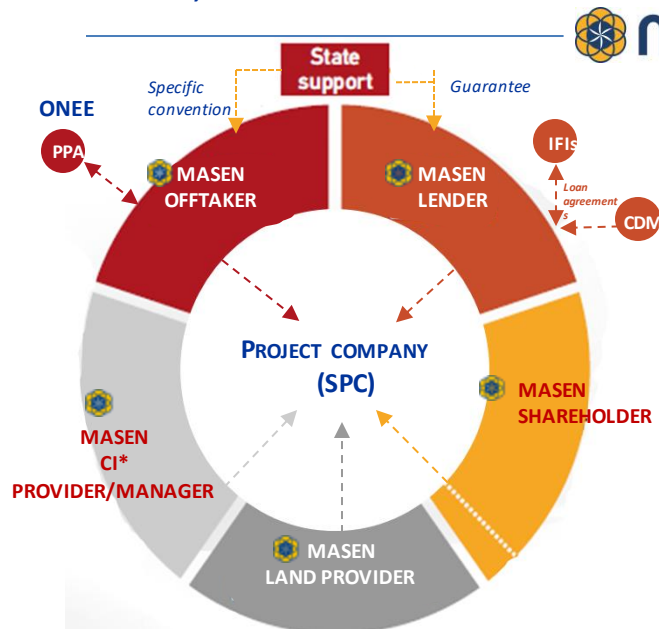 State
support
Specific
convention
Guarantee
ONEE
PPA
MASEN
OFFTAKER
MASEN
LENDER
IFIs
Loan
agreement
s
CDM
PROJECT COMPANY
(SPC)
MASEN
SHAREHOLDER
MASEN
CI*
PROVIDER/MANAGER
MASEN
LAND PROVIDER